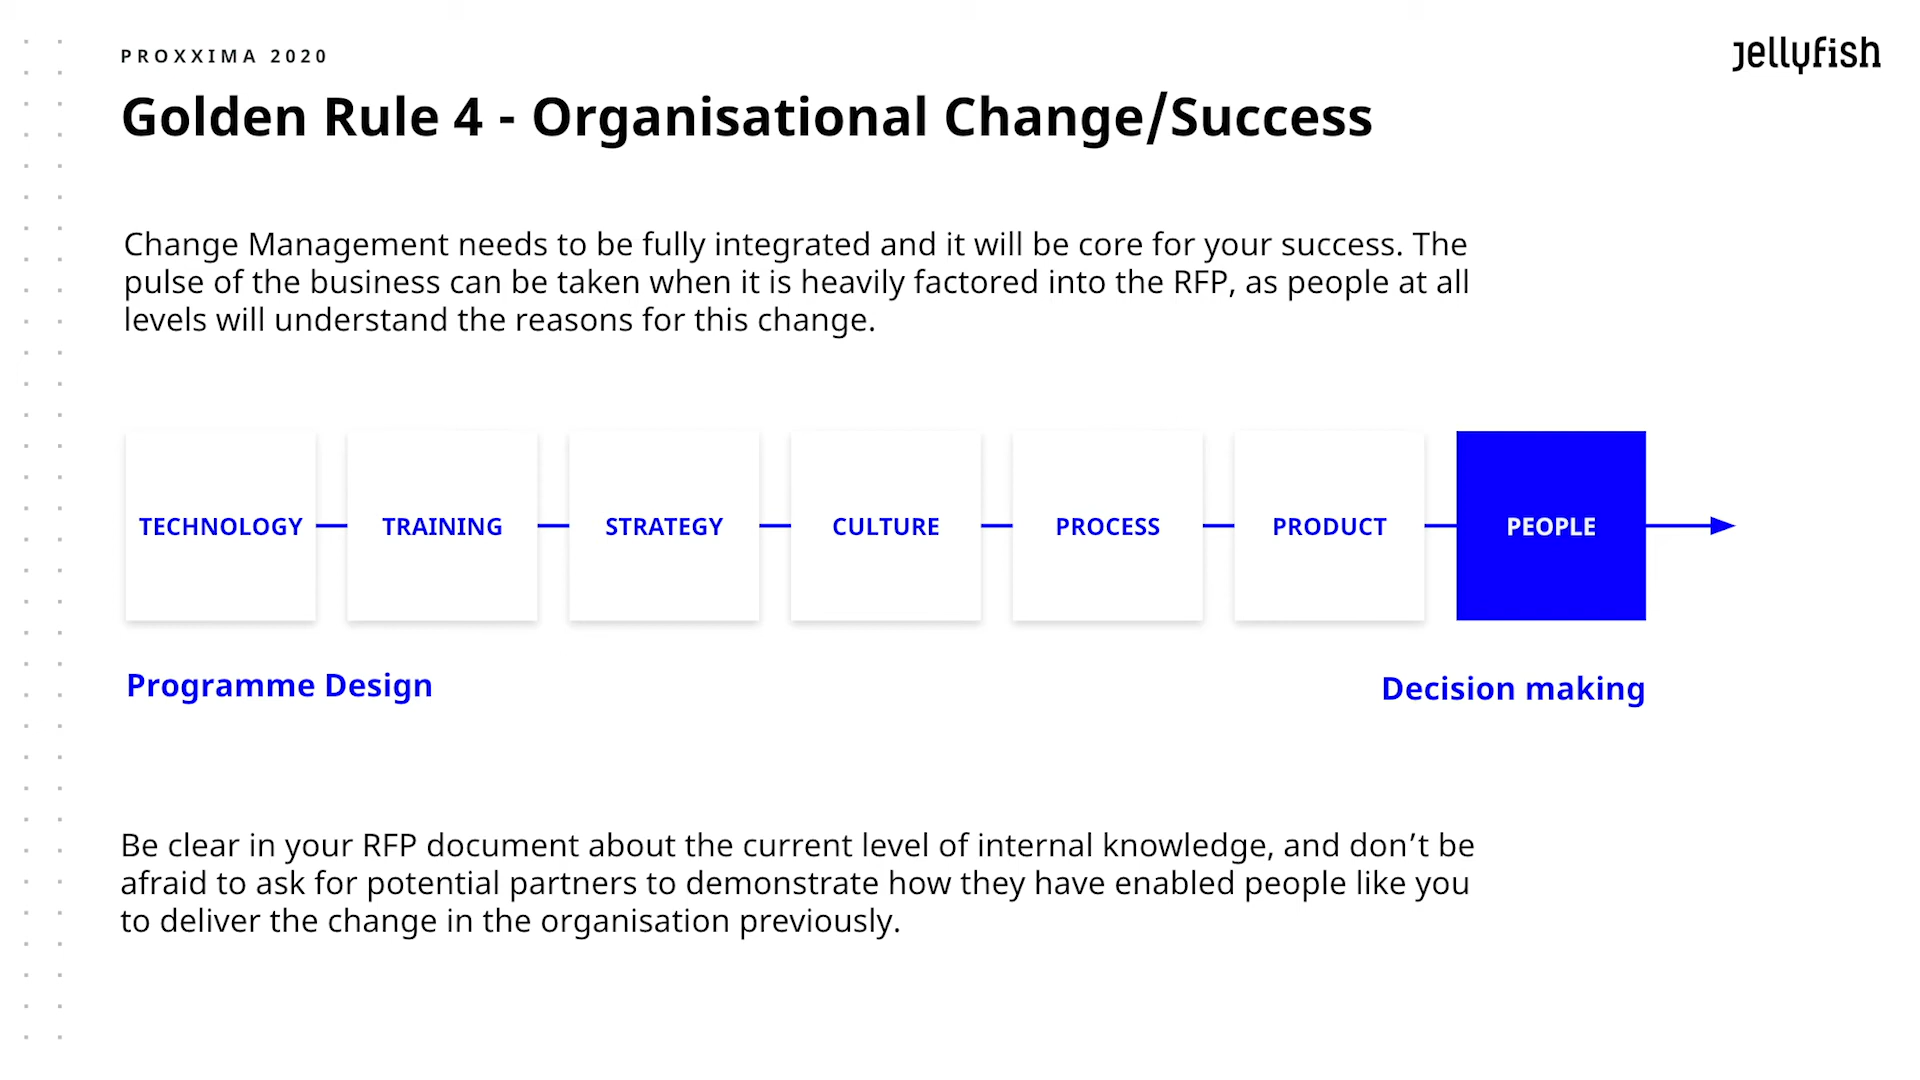 PROXXIMA 2020
jellyfish
Golden Rule 4 - Organisational Change/Success
Change Management needs to be fully integrated and it will be core for your success. The
pulse of the business can be taken when it is heavily factored into the RFP, as people at all
levels will understand the reasons for this change.
TECHNOLOGY
TRAINING
STRATEGY
CULTURE
PROCESS
PRODUCT
PEOPLE
Programme Design
Decision making
Be clear in your RFP document about the current level of internal knowledge, and don’t be
afraid to ask for potential partners to demonstrate how they have enabled people like you
to deliver the change in the organisation previously.